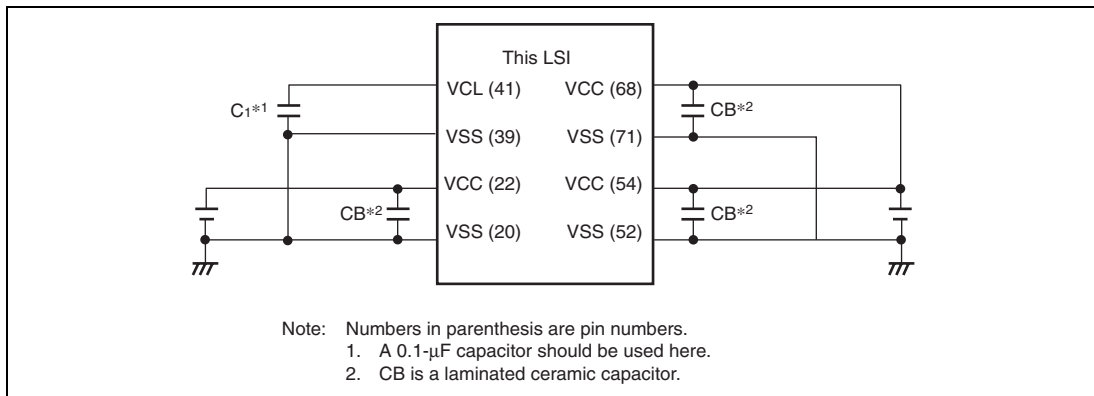 This LSI
VCL (41) VCC (68)
C1*1 CB*2
VSS (39) VSS (71)
VCC (22) VCC (54)
CB*2 CB*2
VSS (20) VSS (52)
Note: Numbers in parenthesis are pin numbers.
1. A 0.1-μF capacitor should be used here.
2. CB is a laminated ceramic capacitor.